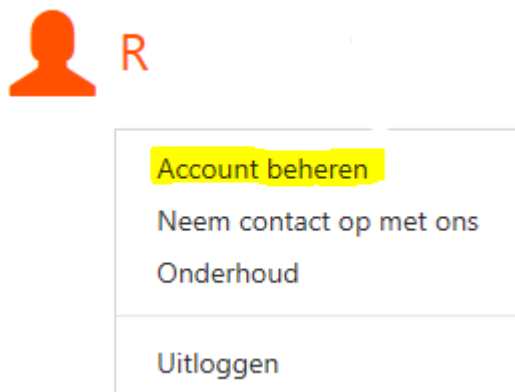 R
Account beheren
Neem contact op met ons
Onderhoud
Uitloggen